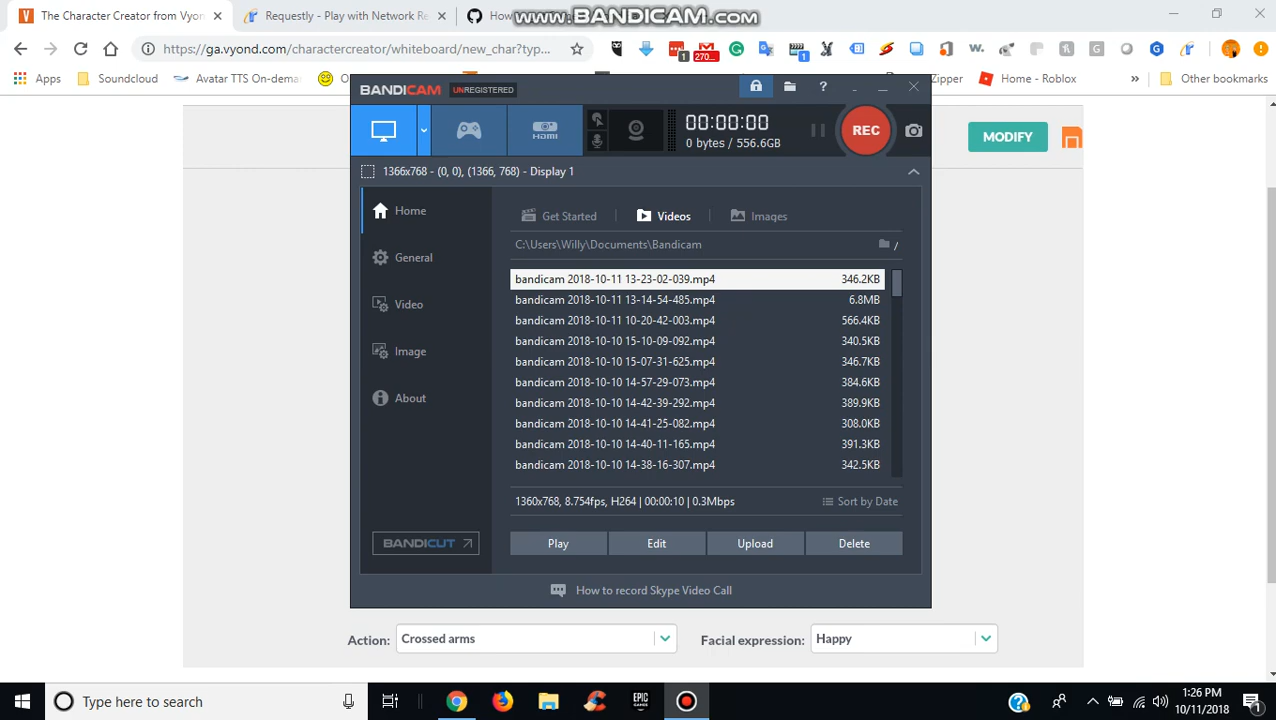 The Character Creator from Vyon
Requestly - Play with Network Re
How
www.BANDICAM.com
https://ga.vyond.com/charactercreator/whiteboard/new_char?typ...
1
270...
1
Apps
Soundcloud
Avatar TTS On-dema
Zipper
Home - Roblox
»
Other bookmarks
BANDICAM UNREGISTERED
?
HDMI
00:00:00
0 bytes / 556.6GB
REC
MODIFY
1366x768 - (0, 0), (1366, 768) - Display 1
Home
General
Video
Image
About
BANDICUT
Get Started
Videos
Images
C:\Users\Willy\Documents\Bandicam
/
bandicam 2018-10-11 13-23-02-039.mp4 346.2KB
bandicam 2018-10-11 13-14-54-485.mp4 6.8MB
bandicam 2018-10-11 10-20-42-003.mp4 566.4KB
bandicam 2018-10-10 15-10-09-092.mp4 340.5KB
bandicam 2018-10-10 15-07-31-625.mp4 346.7KB
bandicam 2018-10-10 14-57-29-073.mp4 384.6KB
bandicam 2018-10-10 14-42-39-292.mp4 389.9KB
bandicam 2018-10-10 14-41-25-082.mp4 308.0KB
bandicam 2018-10-10 14-40-11-165.mp4 391.3KB
bandicam 2018-10-10 14-38-16-307.mp4 342.5KB
1360x768, 8.754fps, H264 | 00:00:10 | 0.3Mbps
Sort by Date
Play
Edit
Upload
Delete
How to record Skype Video Call
Action: Crossed arms
Facial expression: Happy
Type here to search
EPIC GAMES
1:26 PM
10/11/2018
1